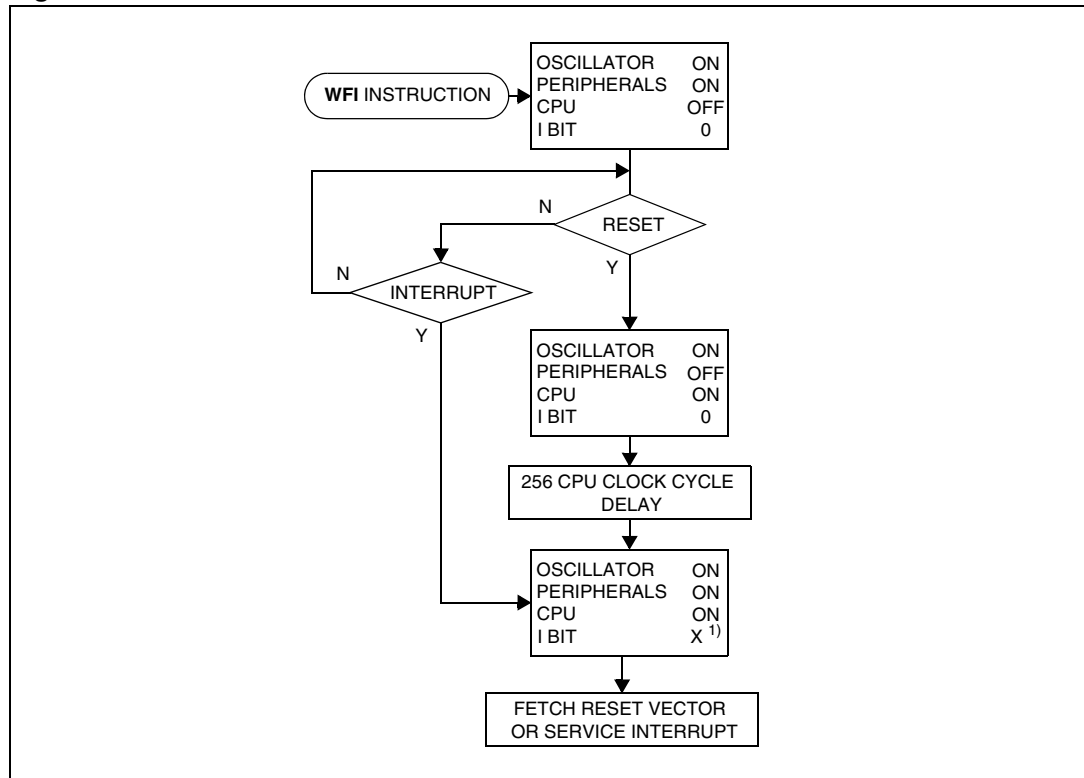 WFI INSTRUCTION
OSCILLATOR ON
PERIPHERALS ON
CPU OFF
I BIT 0
N
RESET
Y
N
INTERRUPT
Y
OSCILLATOR ON
PERIPHERALS OFF
CPU ON
I BIT 0
256 CPU CLOCK CYCLE
DELAY
OSCILLATOR ON
PERIPHERALS ON
CPU ON
I BIT X 1)
FETCH RESET VECTOR
OR SERVICE INTERRUPT